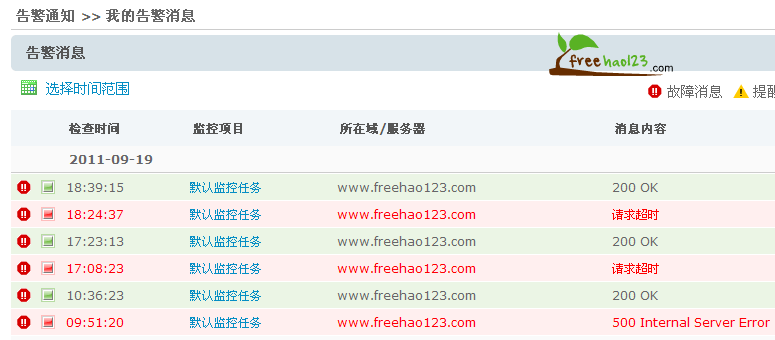 告警通知 >> 我的告警消息
告警消息
freehao123.com
选择时间范围
故障消息 提醒
检查时间 监控项目 所在域/服务器 消息内容
2011-09-19
18:39:15 默认监控任务 www.freehao123.com 200 OK
18:24:37 默认监控任务 www.freehao123.com 请求超时
17:23:13 默认监控任务 www.freehao123.com 200 OK
17:08:23 默认监控任务 www.freehao123.com 请求超时
10:36:23 默认监控任务 www.freehao123.com 200 OK
09:51:20 默认监控任务 www.freehao123.com 500 Internal Server Error